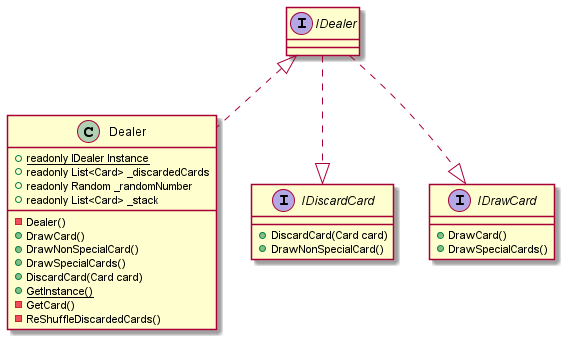 I IDealer
C Dealer
readonly IDealer Instance
readonly List<Card> _discardedCards
readonly Random _randomNumber
readonly List<Card> _stack
Dealer()
DrawCard()
DrawNonSpecialCard()
DrawSpecialCards()
DiscardCard(Card card)
GetInstance()
GetCard()
ReShuffleDiscardedCards()
I IDiscardCard
DiscardCard(Card card)
DrawNonSpecialCard()
I IDrawCard
DrawCard()
DrawSpecialCards()